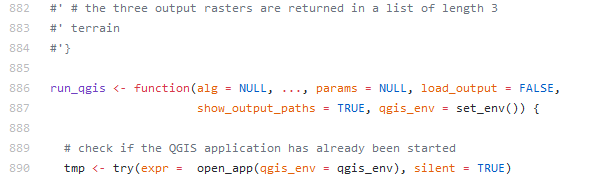 882 #' # the three output rasters are returned in a list of length 3
883 #' terrain
884 #'}
885
886 run_qgis <- function(alg = NULL, ..., params = NULL, load_output = FALSE,
887 show_output_paths = TRUE, qgis_env = set_env()) {
888
889 # check if the QGIS application has already been started
890 tmp <- try(expr =  open_app(qgis_env = qgis_env), silent = TRUE)